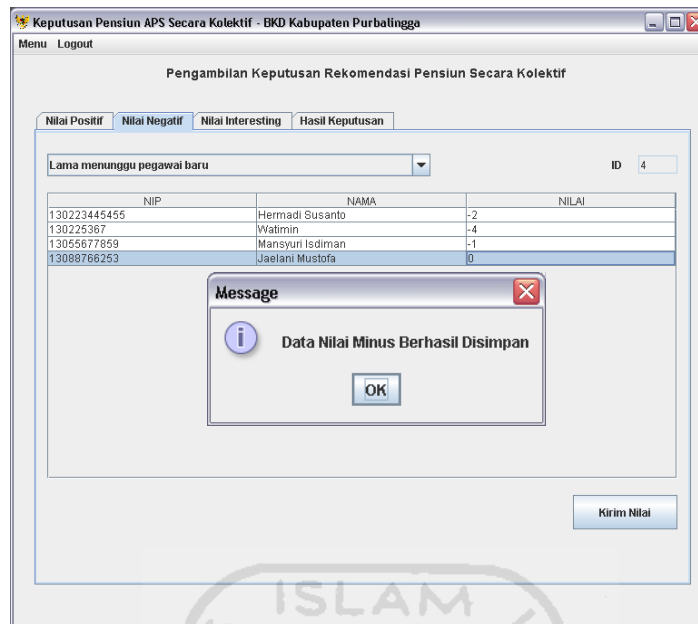 Keputusan Pensiun APS Secara Kolektif - BKD Kabupaten Purbalingga
Menu Logout
Pengambilan Keputusan Rekomendasi Pensiun Secara Kolektif
Nilai Positif Nilai Negatif Nilai Interesting Hasil Keputusan
Lama menunggu pegawai baru ID 4
NIP NAMA NILAI
130223445455 Hermadi Susanto -2
130225367 Watimin -4
13055677859 Mansyuri Isdiman -1
13088766253 Jaelani Mustofa 0
Message
Data Nilai Minus Berhasil Disimpan
OK
Kirim Nilai
ISLAM